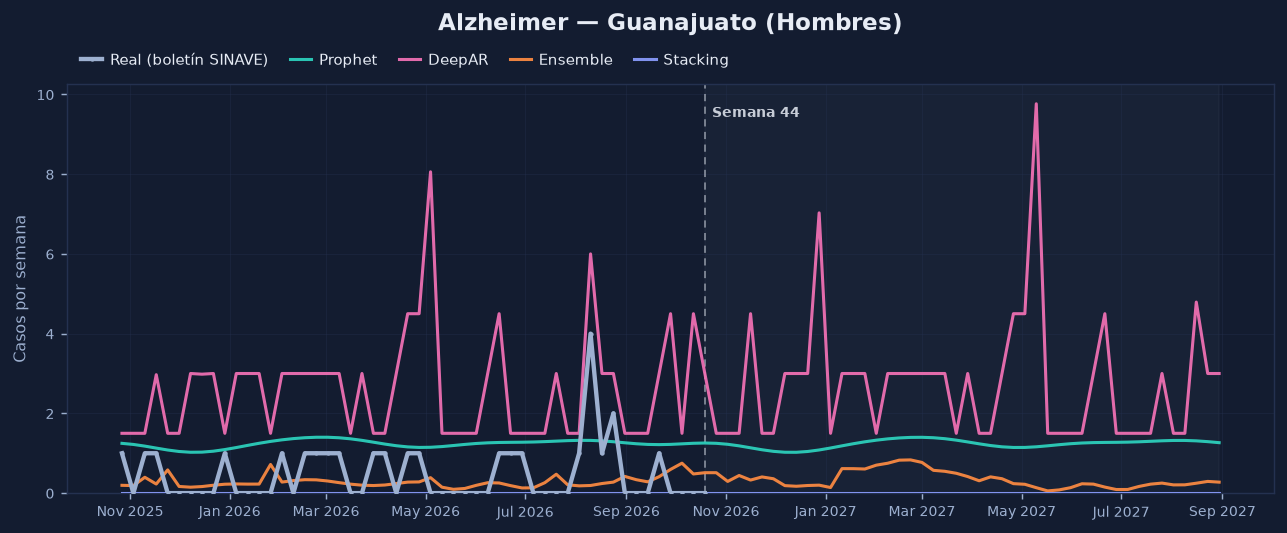 Alzheimer — Guanajuato (Hombres)
Real (boletín SINAVE) Prophet DeepAR Ensemble Stacking
Semana 44
Casos por semana
10
8
6
4
2
0
Nov 2025 Jan 2026 Mar 2026 May 2026 Jul 2026 Sep 2026 Nov 2026 Jan 2027 Mar 2027 May 2027 Jul 2027 Sep 2027